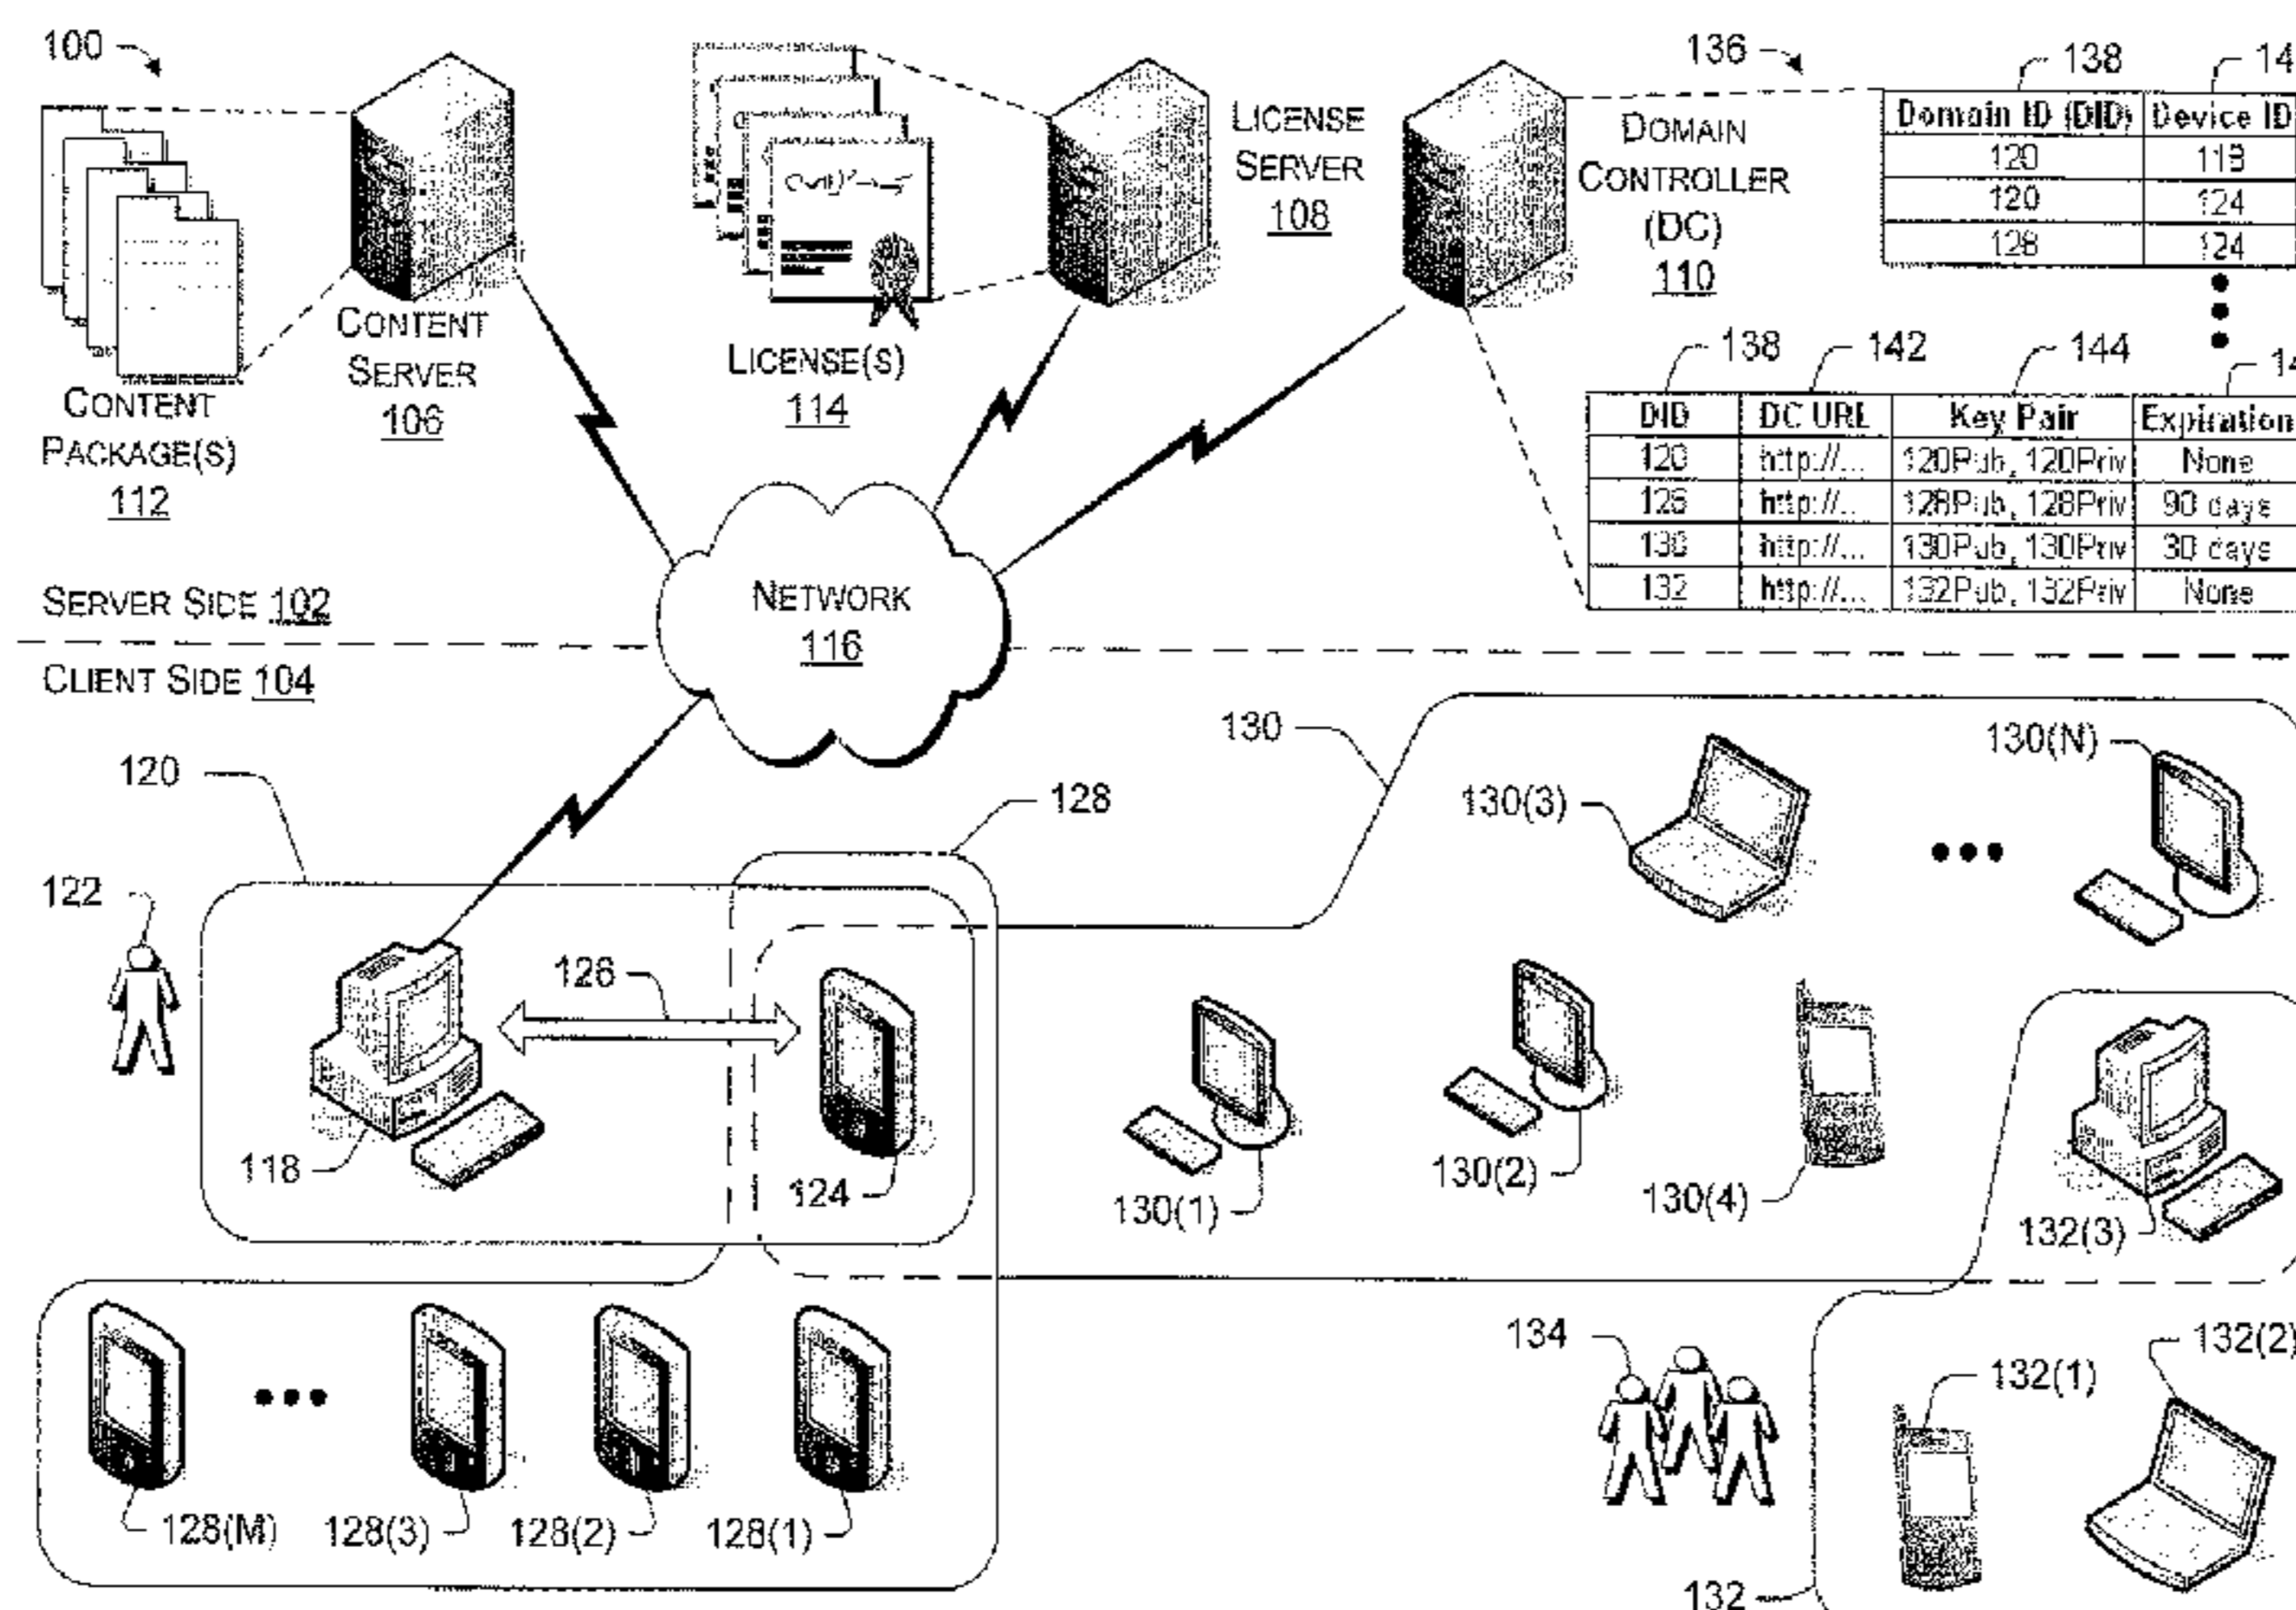 100
136
138
14
Domain ID (DID) Device ID
120 118
120 124
128 124
LICENSE
SERVER
108
DOMAIN
CONTROLLER
(DC)
110
CONTENT
SERVER
106
LICENSE(S)
114
CONTENT
PACKAGE(S)
112
138
142
144
14
DID DC URL Key Pair Expiration
120 http://... 120Pub, 120Priv None
128 http://... 128Pub, 128Priv 90 days
130 http://... 130Pub, 130Priv 30 days
132 http://... 132Pub, 132Priv None
NETWORK
116
SERVER SIDE 102
CLIENT SIDE 104
120
128
130
130(3)
130(N)
122
126
118
124
130(1)
130(2)
130(4)
132(3)
134
132(1)
132(2)
128(M)
128(3)
128(2)
128(1)
132